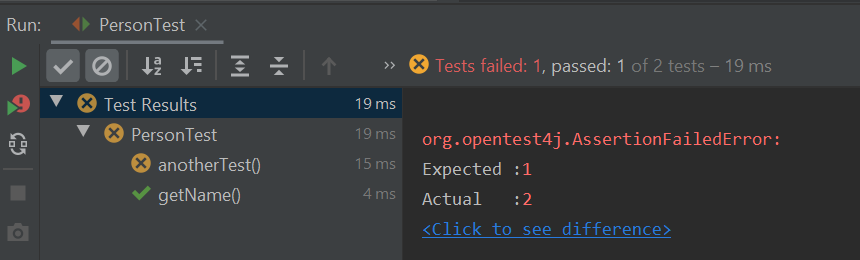 Run: PersonTest
Tests failed: 1, passed: 1 of 2 tests – 19 ms
Test Results 19 ms
PersonTest 19 ms
anotherTest() 15 ms
getName() 4 ms
org.opentest4j.AssertionFailedError:
Expected :1
Actual   :2
<Click to see difference>